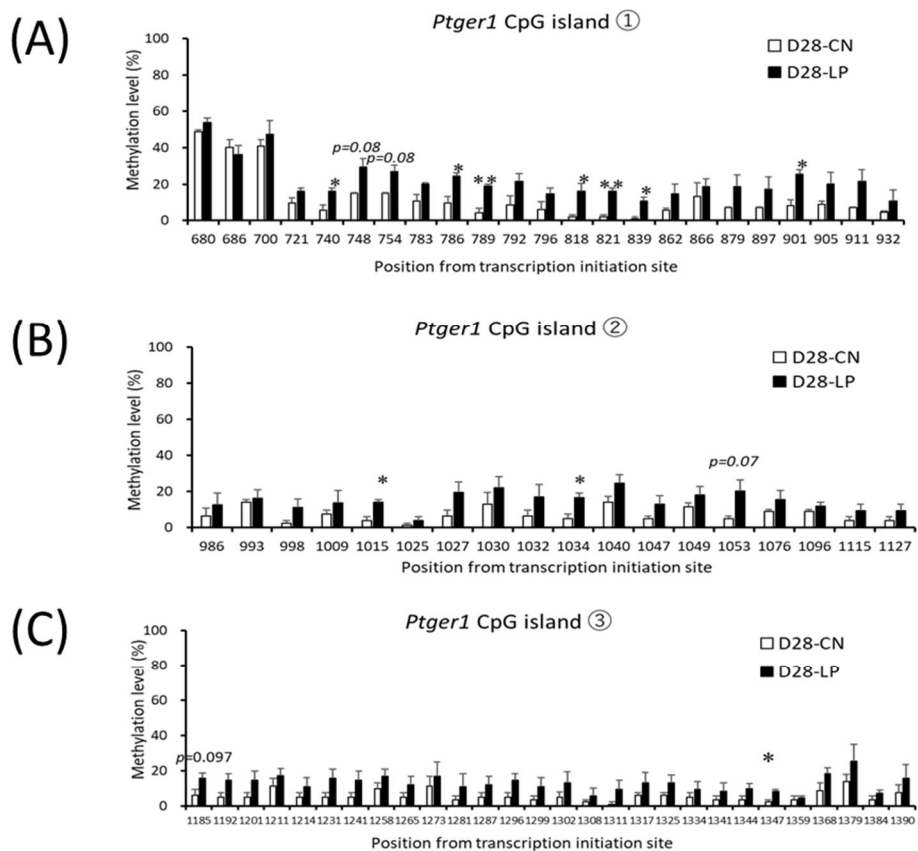 (A)
Ptger1 CpG island ①
D28-CN
D28-LP
Methylation level (%)
100
80
60
40
20
0
p=0.08
p=0.08
*
*
**
*
**
*
*
680 686 700 721 740 748 754 783 786 789 792 796 818 821 839 862 866 879 897 901 905 911 932
Position from transcription initiation site
(B)
Ptger1 CpG island ②
D28-CN
D28-LP
Methylation level (%)
100
80
60
40
20
0
*
*
p=0.07
986 993 998 1009 1015 1025 1027 1030 1032 1034 1040 1047 1049 1053 1076 1096 1115 1127
Position from transcription initiation site
(C)
Ptger1 CpG island ③
D28-CN
D28-LP
Methylation level (%)
100
80
60
40
20
0
p=0.097
*
1185 1192 1201 1211 1214 1231 1241 1258 1265 1273 1281 1287 1296 1299 1302 1308 1311 1317 1325 1334 1341 1344 1347 1359 1368 1379 1384 1390
Position from transcription initiation site